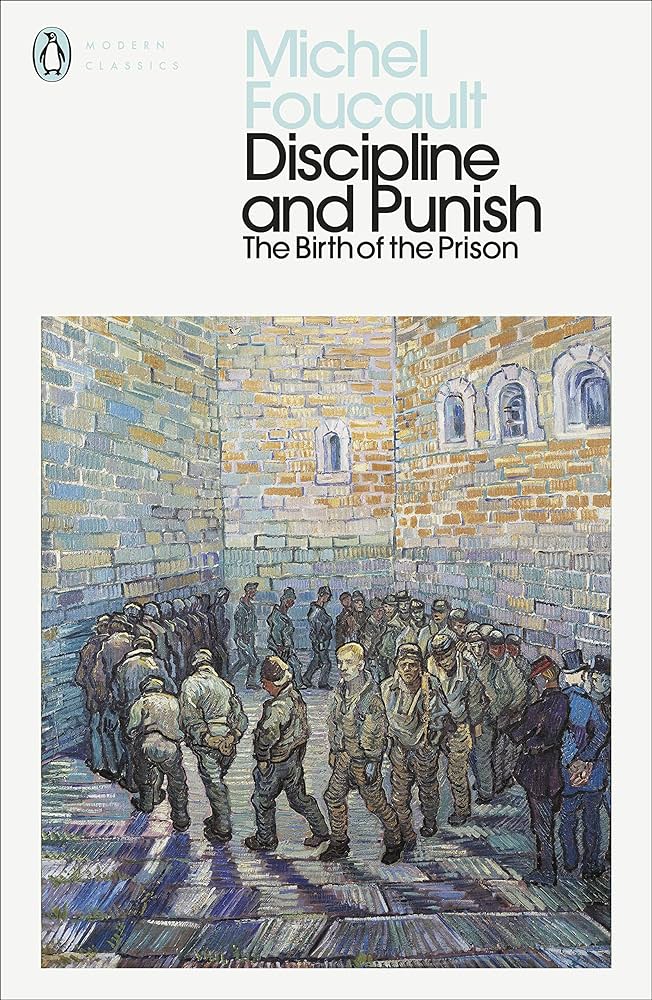 MODERN
CLASSICS
Michel
Foucault
Discipline
and Punish
The Birth of the Prison